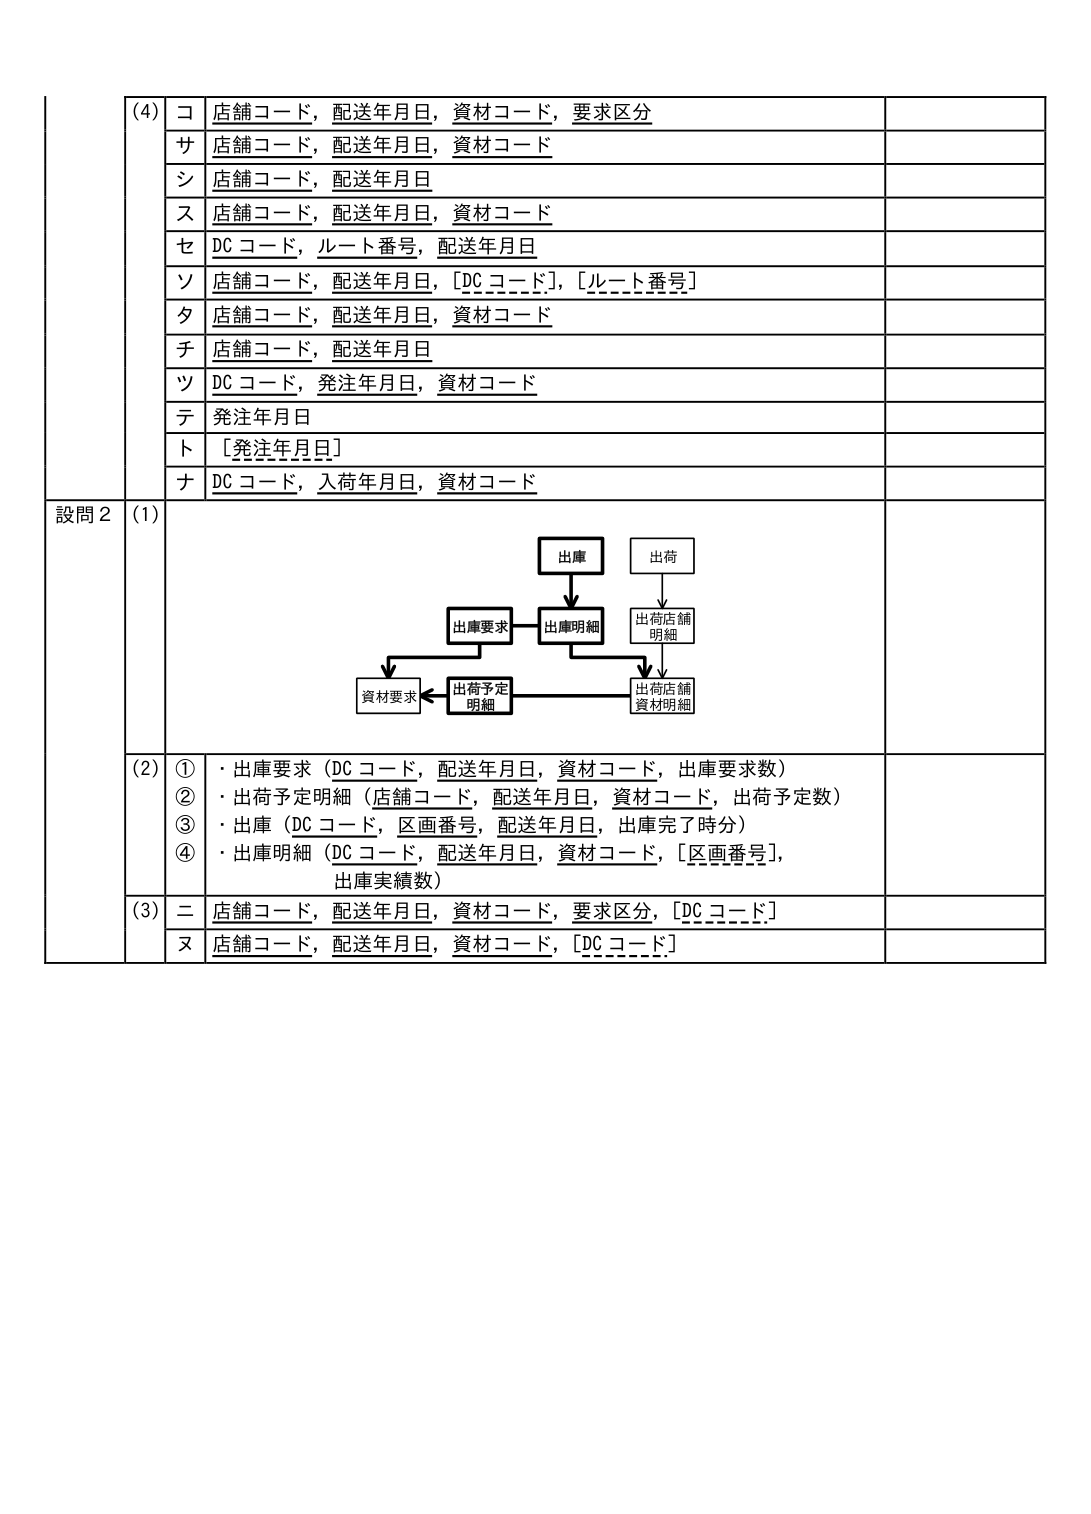 (4) コ 店舗コード，配送年月日，資材コード，要求区分
サ 店舗コード，配送年月日，資材コード
シ 店舗コード，配送年月日
ス 店舗コード，配送年月日，資材コード
セ DC コード，ルート番号，配送年月日
ソ 店舗コード，配送年月日，[DC コード]，[ルート番号]
タ 店舗コード，配送年月日，資材コード
チ 店舗コード，配送年月日
ツ DC コード，発注年月日，資材コード
テ 発注年月日
ト [発注年月日]
ナ DC コード，入荷年月日，資材コード
設問２ (1)
出庫 出荷
出庫要求 出庫明細 出荷店舗
明細
資材要求 出荷予定
明細
出荷店舗
資材明細
(2) ① ・出庫要求（DC コード，配送年月日，資材コード，出庫要求数）
② ・出荷予定明細（店舗コード，配送年月日，資材コード，出荷予定数）
③ ・出庫（DC コード，区画番号，配送年月日，出庫完了時分）
④ ・出庫明細（DC コード，配送年月日，資材コード，[区画番号]，
出庫実績数）
(3) ニ 店舗コード，配送年月日，資材コード，要求区分，[DC コード]
ヌ 店舗コード，配送年月日，資材コード，[DC コード]